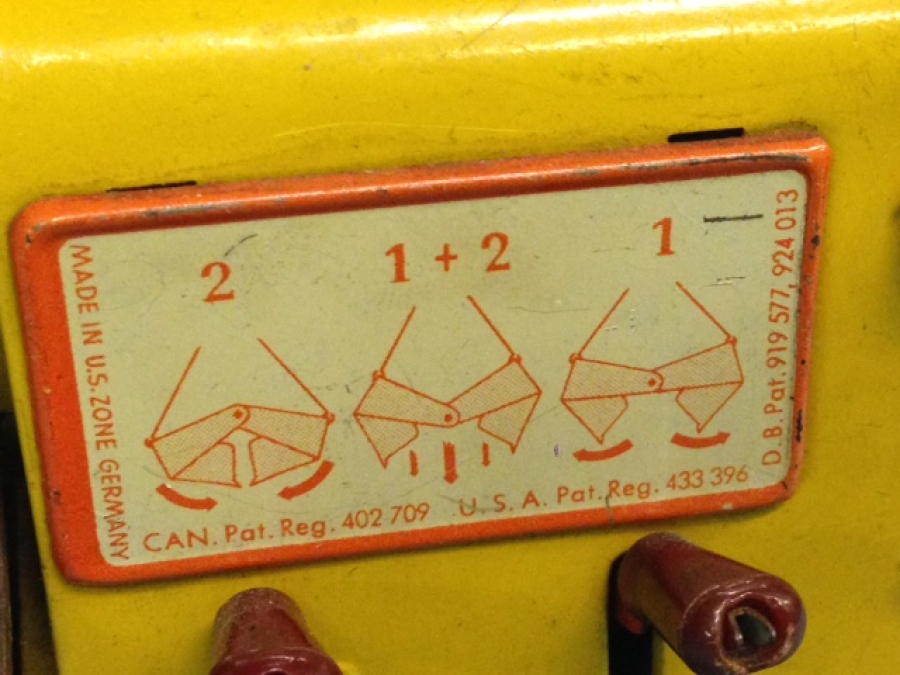 2
1 + 2
1
MADE IN U.S. ZONE GERMANY
D.B. Pat. 919 577, 924 013
CAN. Pat. Reg. 402 709 U.S.A. Pat. Reg. 433 396